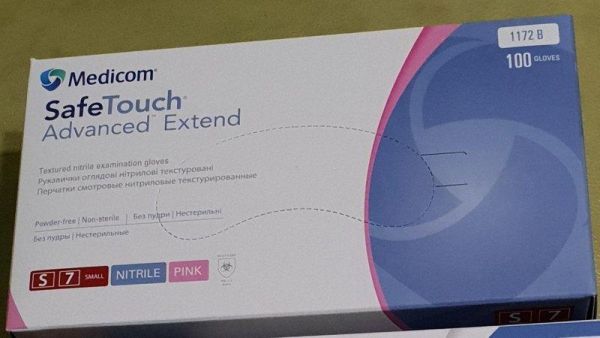 1172 B
100 GLOVES
Medicom®
SafeTouch®
Advanced™ Extend
Textured nitrile examination gloves
Рукавички оглядові нітрилові текстуровані
Перчатки смотровые нитриловые текстурированные
Powder-free | Non-sterile | Без пудри | Нестерильні
Без пудры | Нестерильные
S 7 SMALL NITRILE PINK
S 7